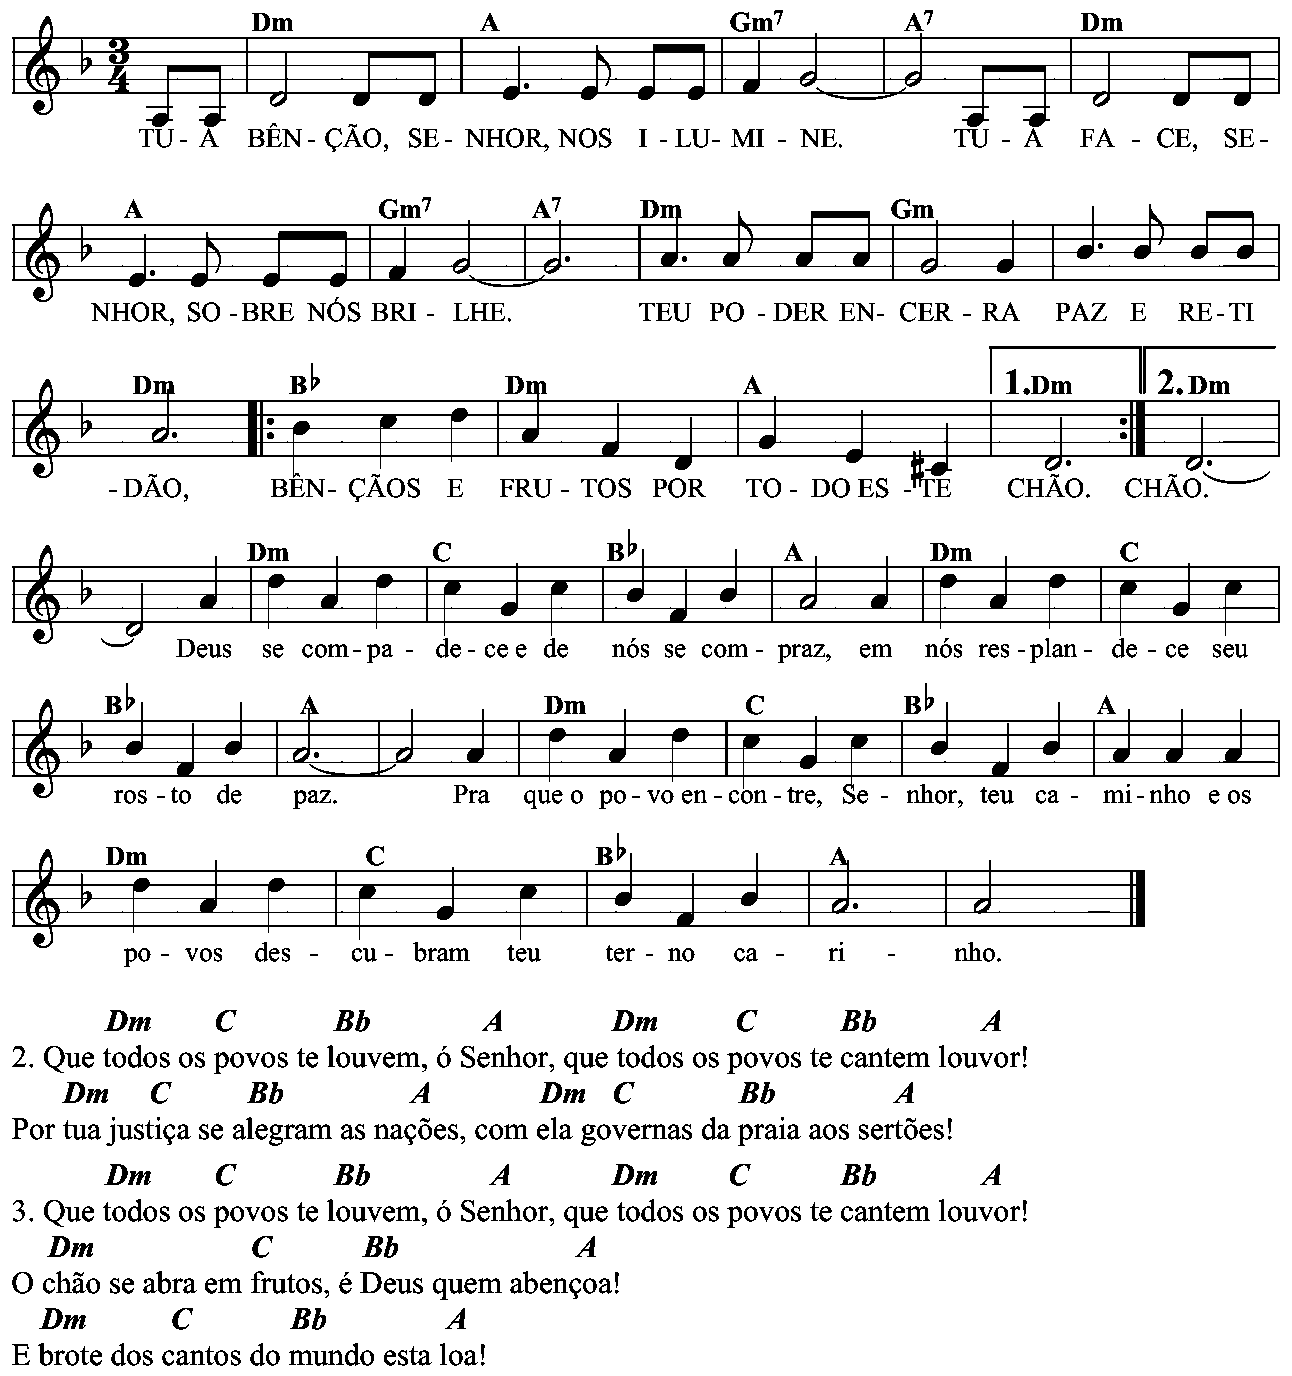 Dm A Gm7 A7 Dm
3
4
TU- A BÊN-ÇÃO, SE- NHOR, NOS I-LU- MI- NE. TU- A FA- CE, SE-
A Gm7 A7 Dm Gm
NHOR, SO-BRE NÓS BRI- LHE. TEU PO-DER EN- CER- RA PAZ E RE-TI
Dm Bb Dm A 1.Dm 2. Dm
-DÃO, BÊN- ÇÃOS E FRU-TOS POR TO- DO ES-TE CHÃO. CHÃO.
Dm C Bb A Dm C
Deus se com-pa- de-ce e de nós se com- praz, em nós res-plan- de-ce seu
Bb A Dm C Bb A
ros-to de paz. Pra que o po-vo en- con-tre, Se- nhor, teu ca- mi-nho e os
Dm C Bb A
po- vos des- cu- bram teu ter- no ca- ri- nho.
Dm C Bb A Dm C Bb A
2. Que todos os povos te louvem, ó Senhor, que todos os povos te cantem louvor!
Dm C Bb A Dm C Bb A
Por tua justiça se alegram as nações, com ela governas da praia aos sertões!
Dm C Bb A Dm C Bb A
3. Que todos os povos te louvem, ó Senhor, que todos os povos te cantem louvor!
Dm C Bb A
O chão se abra em frutos, é Deus quem abençoa!
Dm C Bb A
E brote dos cantos do mundo esta loa!